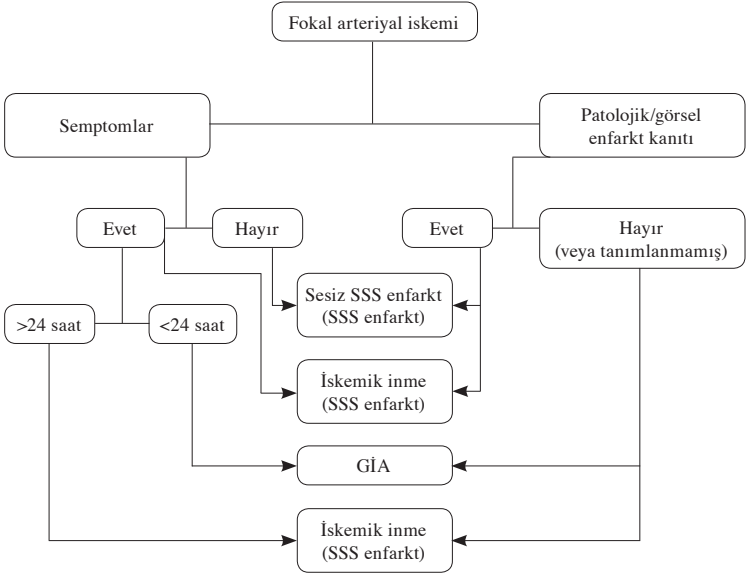 Fokal arteriyal iskemi
Semptomlar
Patolojik/görsel
enfarkt kanıtı
Evet
Hayır
Evet
Hayır
(veya tanımlanmamış)
Sesiz SSS enfarkt
(SSS enfarkt)
>24 saat
<24 saat
İskemik inme
(SSS enfarkt)
GİA
İskemik inme
(SSS enfarkt)